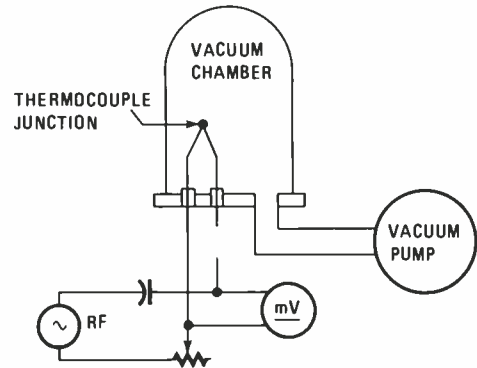 VACUUM
CHAMBER
THERMOCOUPLE
JUNCTION
VACUUM
PUMP
mV
RF